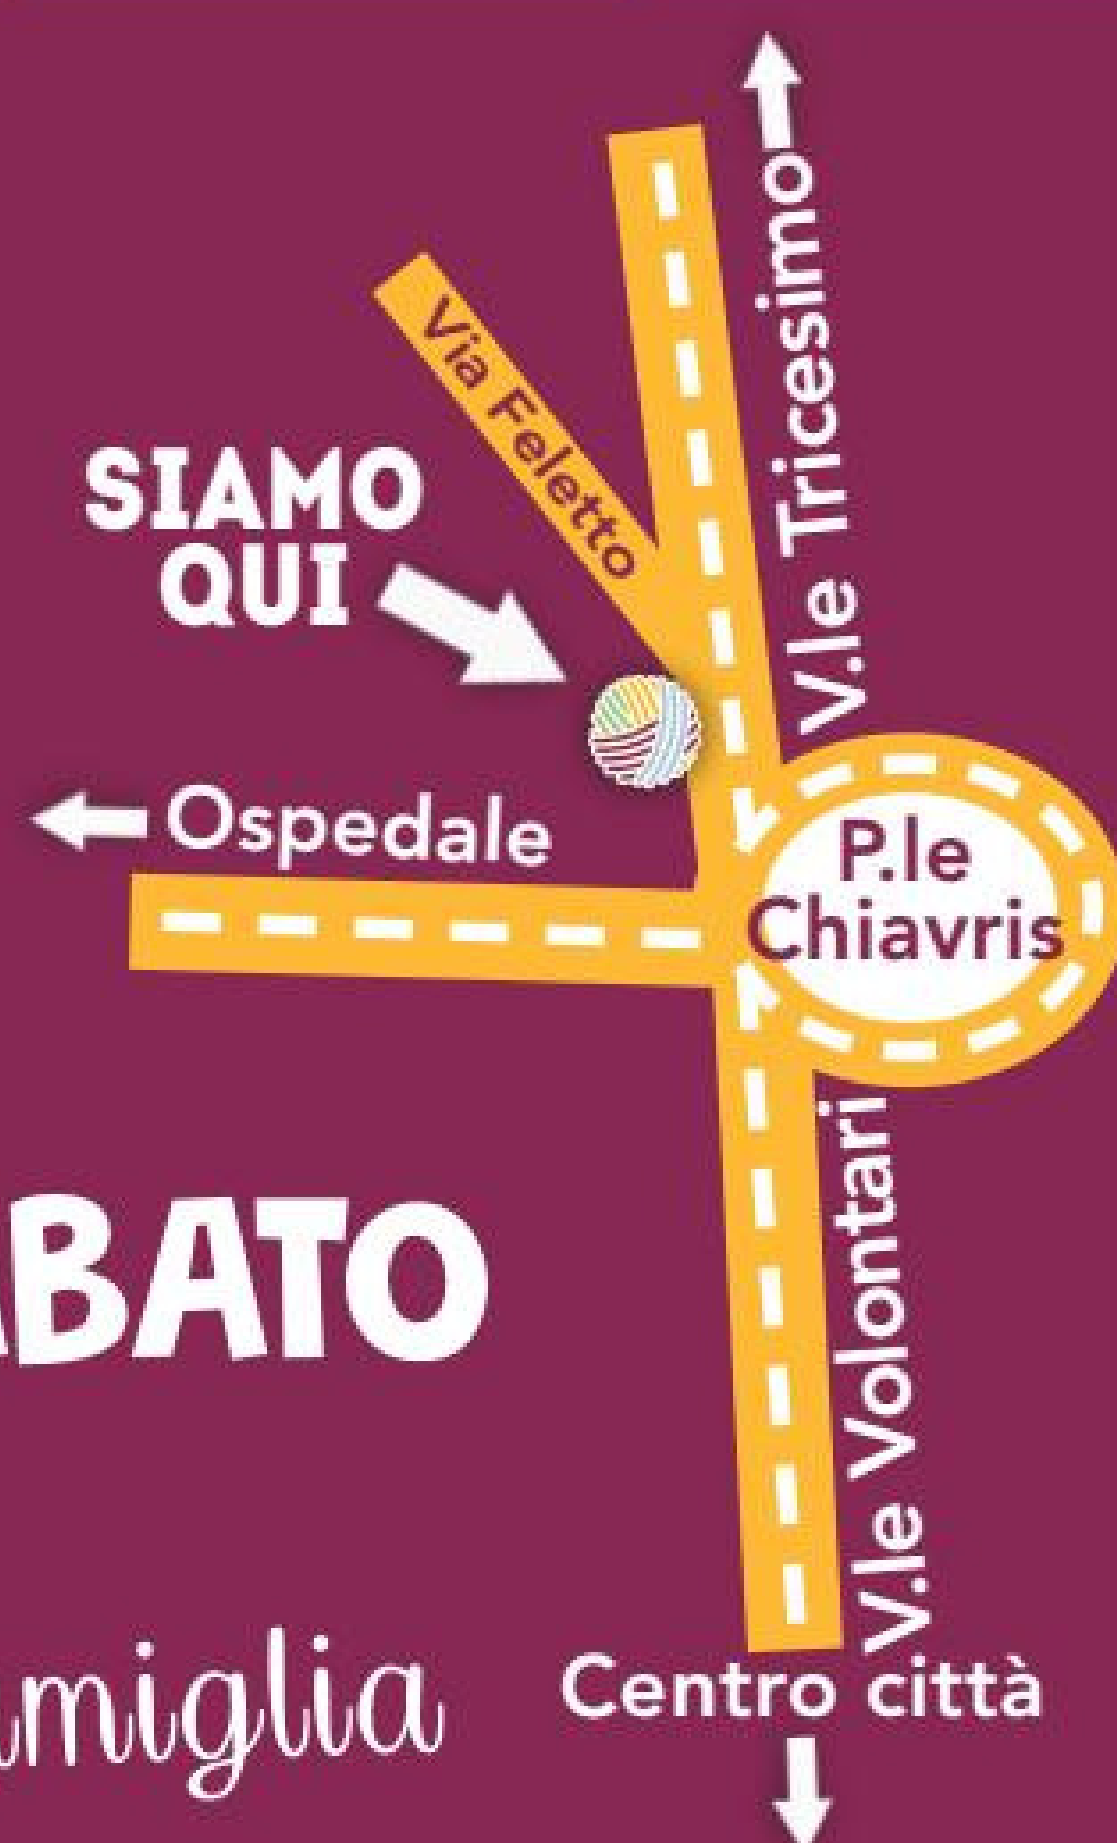 V.le Tricesimo
Via Feletto
SIAMO
QUI
Ospedale
P.le
Chiavris
BATO
V.le Volontari
miglia
Centro città